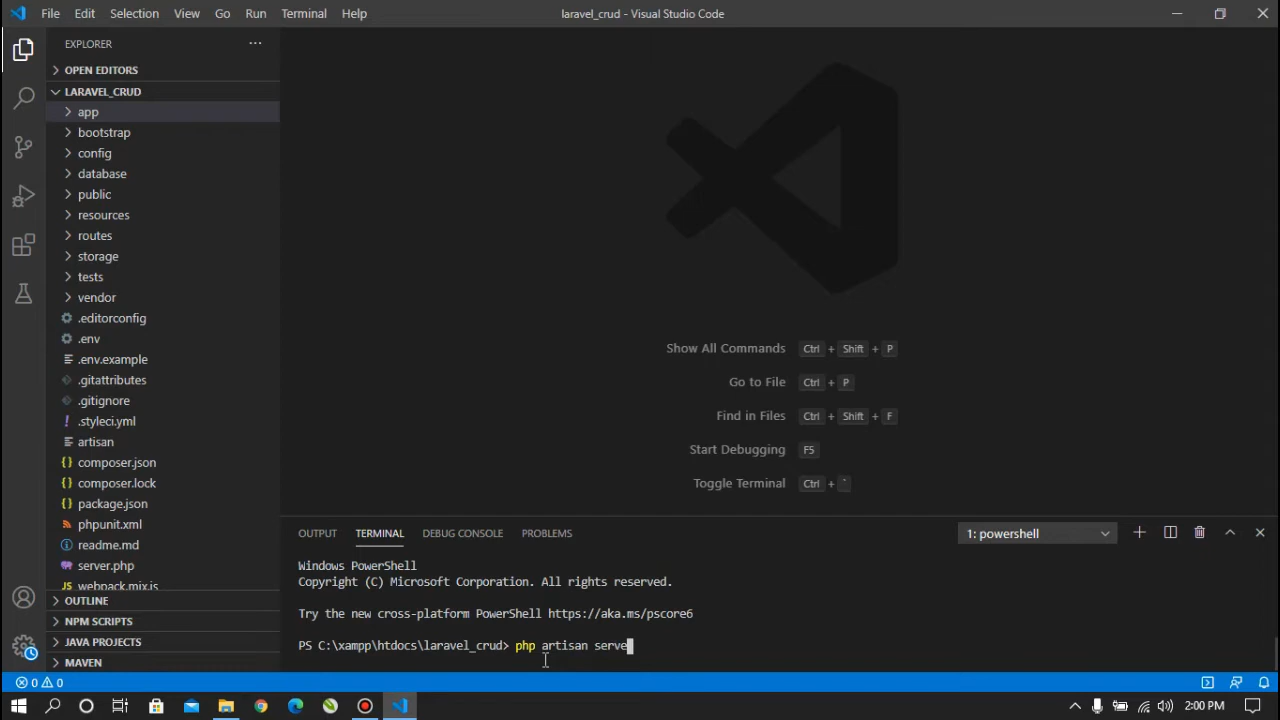 File Edit Selection View Go Run Terminal Help
laravel_crud - Visual Studio Code
EXPLORER
OPEN EDITORS
LARAVEL_CRUD
app
bootstrap
config
database
public
resources
routes
storage
tests
vendor
.editorconfig
.env
.env.example
.gitattributes
.gitignore
.styleci.yml
artisan
composer.json
composer.lock
package.json
phpunit.xml
readme.md
server.php
webpack.mix.js
OUTLINE
NPM SCRIPTS
JAVA PROJECTS
MAVEN
Show All Commands Ctrl + Shift + P
Go to File Ctrl + P
Find in Files Ctrl + Shift + F
Start Debugging F5
Toggle Terminal Ctrl + `
OUTPUT TERMINAL DEBUG CONSOLE PROBLEMS
1: powershell
Windows PowerShell
Copyright (C) Microsoft Corporation. All rights reserved.
Try the new cross-platform PowerShell https://aka.ms/pscore6
PS C:\xampp\htdocs\laravel_crud> php artisan serve
0 0
2:00 PM